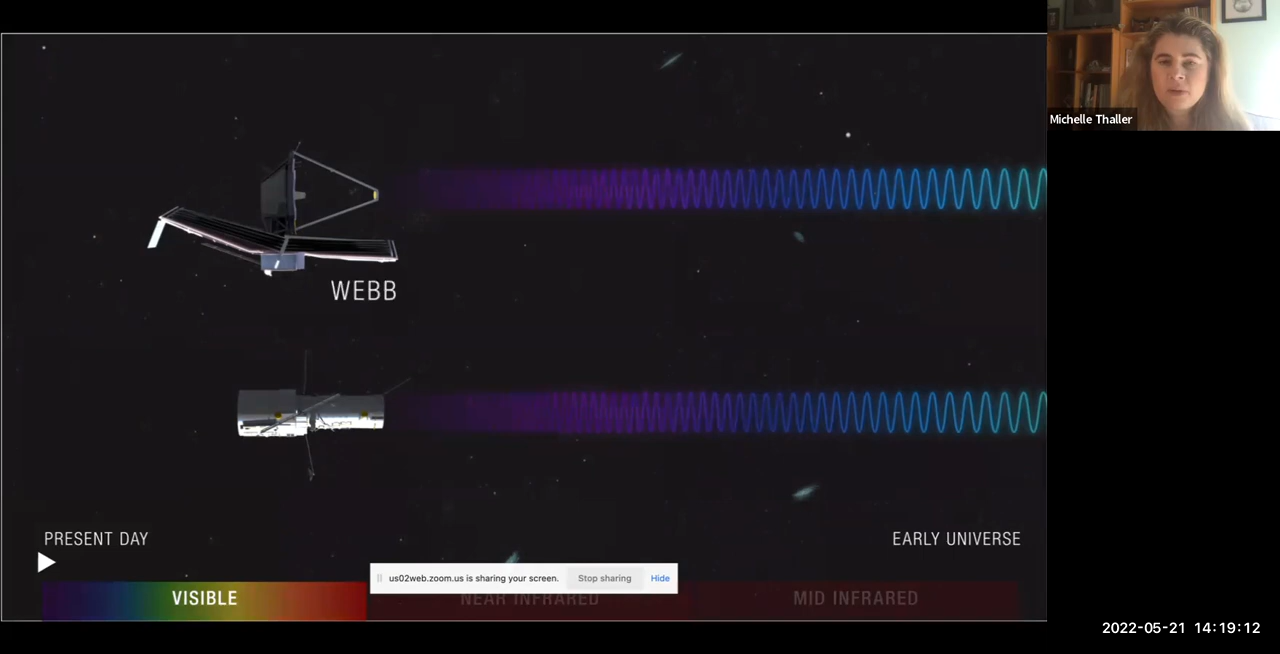 Michelle Thaller
WEBB
PRESENT DAY
EARLY UNIVERSE
us02web.zoom.us is sharing your screen.
Stop sharing
Hide
VISIBLE
NEAR INFRARED
MID INFRARED
2022-05-21 14:19:12